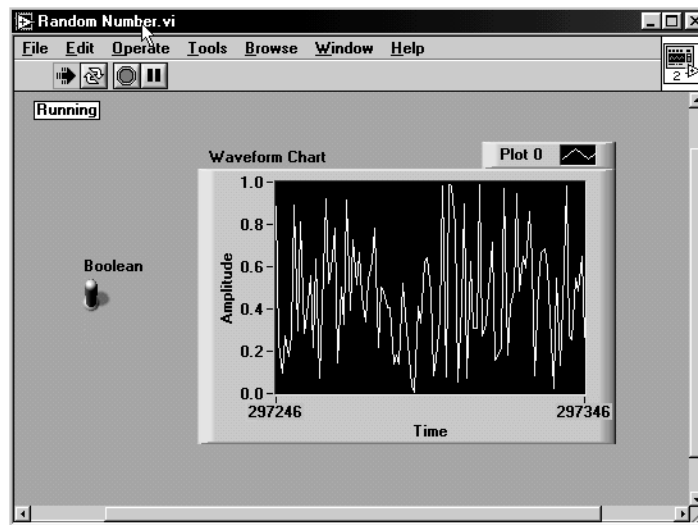 Random Number.vi
File Edit Operate Tools Browse Window Help
2
Running
Waveform Chart
Plot 0
1.0
0.8
0.6
0.4
0.2
0.0
Amplitude
Boolean
297246
297346
Time